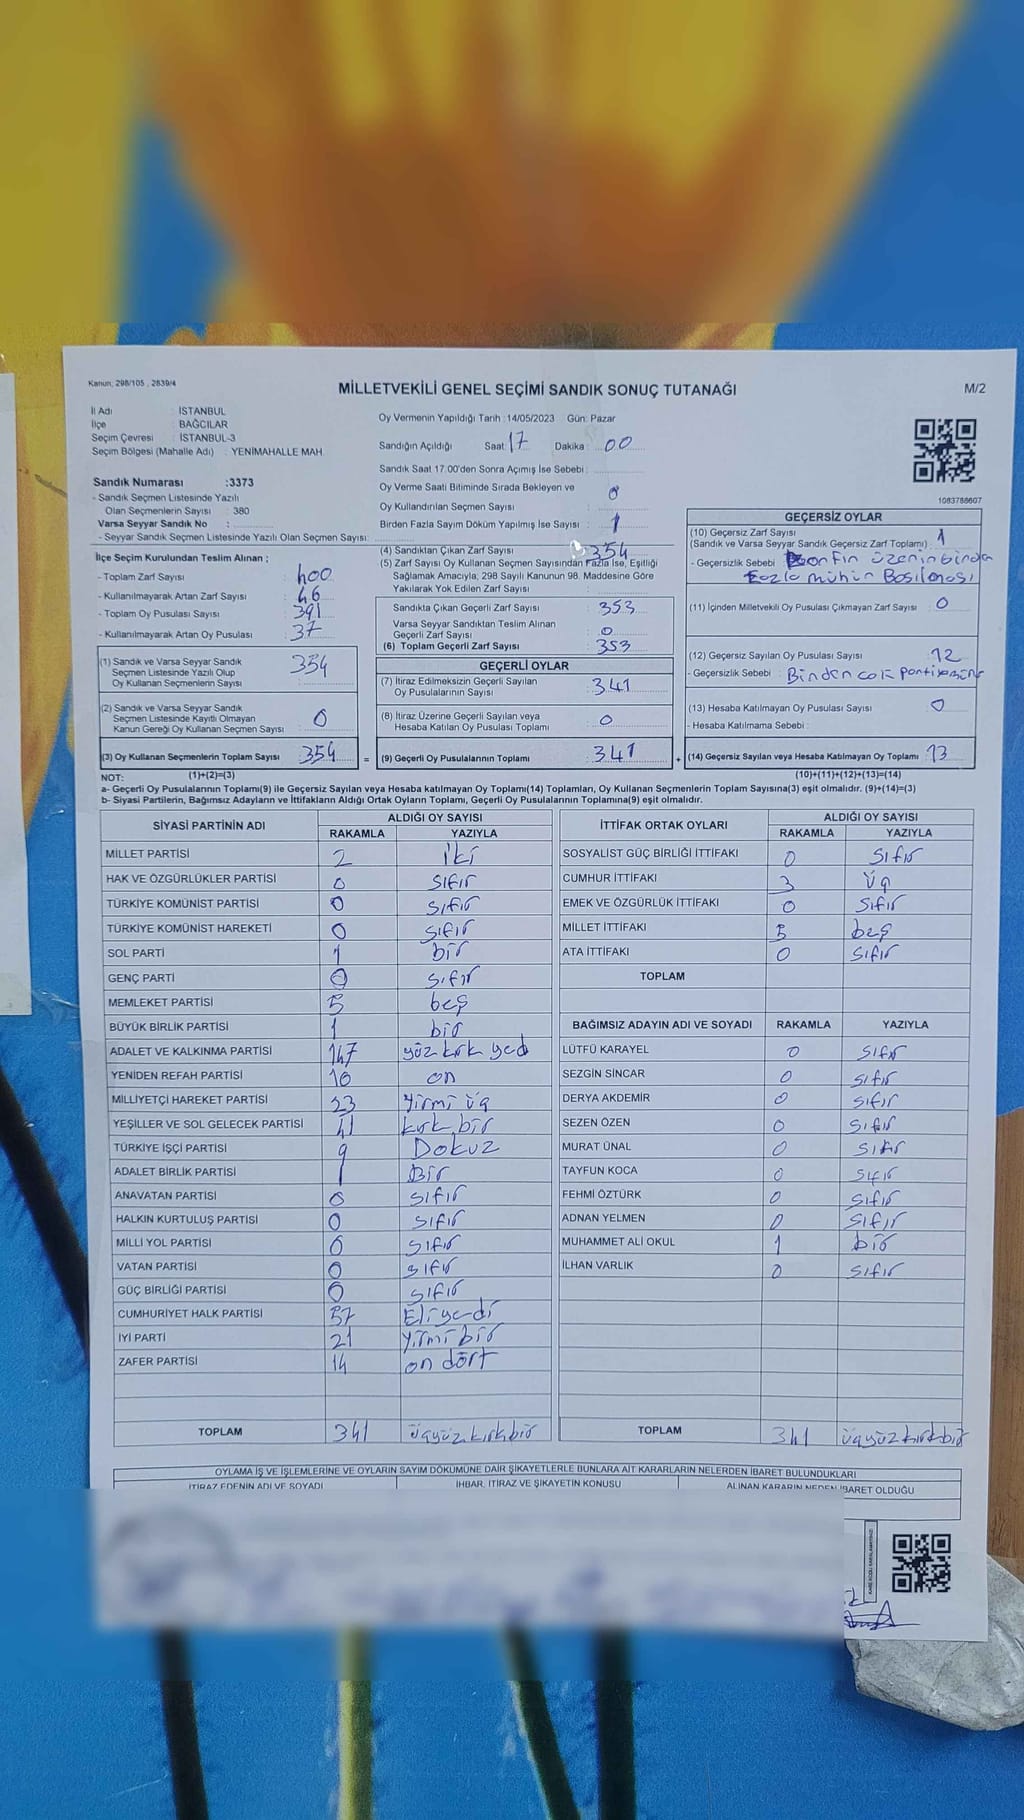 Kanun, 298/105 , 2839/4
MİLLETVEKİLİ GENEL SEÇİMİ SANDIK SONUÇ TUTANAĞI
M/2
İl Adı : İSTANBUL
İlçe : BAĞCILAR
Seçim Çevresi : İSTANBUL-3
Seçim Bölgesi (Mahalle Adı) : YENİMAHALLE MAH.
Sandık Numarası :3373
- Sandık Seçmen Listesinde Yazılı
Olan Seçmenlerin Sayısı : 380
Varsa Seyyar Sandık No :
- Seyyar Sandık Seçmen Listesinde Yazılı Olan Seçmen Sayısı:
Oy Vermenin Yapıldığı Tarih :14/05/2023 Gün: Pazar
Sandığın Açıldığı Saat: 17 Dakika : 00
Sandık Saat 17.00'den Sonra Açılmış İse Sebebi :
Oy Verme Saati Bitiminde Sırada Bekleyen ve
Oy Kullandırılan Seçmen Sayısı : 0
Birden Fazla Sayım Döküm Yapılmış İse Sayısı : 1
1083788607
İlçe Seçim Kurulundan Teslim Alınan ;
- Toplam Zarf Sayısı : 400
- Kullanılmayarak Artan Zarf Sayısı : 46
- Toplam Oy Pusulası Sayısı : 391
- Kullanılmayarak Artan Oy Pusulası : 37
(1) Sandık ve Varsa Seyyar Sandık
Seçmen Listesinde Yazılı Olup
Oy Kullanan Seçmenlerin Sayısı : 354
(2) Sandık ve Varsa Seyyar Sandık
Seçmen Listesinde Kayıtlı Olmayan
Kanun Gereği Oy Kullanan Seçmen Sayısı : 0
(3) Oy Kullanan Seçmenlerin Toplam Sayısı : 354
(4) Sandıktan Çıkan Zarf Sayısı : 354
(5) Zarf Sayısı Oy Kullanan Seçmen Sayısından Fazla İse, Eşitliği
Sağlamak Amacıyla, 298 Sayılı Kanunun 98. Maddesine Göre
Yakılarak Yok Edilen Zarf Sayısı :
Sandıkta Çıkan Geçerli Zarf Sayısı : 353
Varsa Seyyar Sandıktan Teslim Alınan
Geçerli Zarf Sayısı : 0
(6) Toplam Geçerli Zarf Sayısı : 353
GEÇERLİ OYLAR
(7) İtiraz Edilmeksizin Geçerli Sayılan
Oy Pusulalarının Sayısı : 341
(8) İtiraz Üzerine Geçerli Sayılan veya
Hesaba Katılan Oy Pusulası Toplamı : 0
= (9) Geçerli Oy Pusulalarının Toplamı : 341
GEÇERSİZ OYLAR
(10) Geçersiz Zarf Sayısı
(Sandık ve Varsa Seyyar Sandık Geçersiz Zarf Toplamı) : 1
- Geçersizlik Sebebi : zarfın üzerinde
fazla mühür Basılması
(11) İçinden Milletvekili Oy Pusulası Çıkmayan Zarf Sayısı : 0
(12) Geçersiz Sayılan Oy Pusulası Sayısı : 12
- Geçersizlik Sebebi : Birden çok
(13) Hesaba Katılmayan Oy Pusulası Sayısı : 0
- Hesaba Katılmama Sebebi :
+ (14) Geçersiz Sayılan veya Hesaba Katılmayan Oy Toplamı : 13
NOT: (1)+(2)=(3) (10)+(11)+(12)+(13)=(14)
a- Geçerli Oy Pusulalarının Toplamı(9) ile Geçersiz Sayılan veya Hesaba katılmayan Oy Toplamı(14) Toplamları, Oy Kullanan Seçmenlerin Toplam Sayısına(3) eşit olmalıdır. (9)+(14)=(3)
b- Siyasi Partilerin, Bağımsız Adayların ve İttifakların Aldığı Ortak Oyların Toplamı, Geçerli Oy Pusulalarının Toplamına(9) eşit olmalıdır.
SİYASİ PARTİNİN ADI ALDIĞI OY SAYISI
RAKAMLA YAZIYLA
MİLLET PARTİSİ 2 iki
HAK VE ÖZGÜRLÜKLER PARTİSİ 0 sıfır
TÜRKİYE KOMÜNİST PARTİSİ 0 sıfır
TÜRKİYE KOMÜNİST HAREKETİ 0 sıfır
SOL PARTİ 1 bir
GENÇ PARTİ 0 sıfır
MEMLEKET PARTİSİ 5 beş
BÜYÜK BİRLİK PARTİSİ 1 bir
ADALET VE KALKINMA PARTİSİ 147 yüz kırk yedi
YENİDEN REFAH PARTİSİ 10 on
MİLLİYETÇİ HAREKET PARTİSİ 23 Yirmi üç
YEŞİLLER VE SOL GELECEK PARTİSİ 41 kırk bir
TÜRKİYE İŞÇİ PARTİSİ 9 Dokuz
ADALET BİRLİK PARTİSİ 1 Bir
ANAVATAN PARTİSİ 0 sıfır
HALKIN KURTULUŞ PARTİSİ 0 sıfır
MİLLİ YOL PARTİSİ 0 sıfır
VATAN PARTİSİ 0 sıfır
GÜÇ BİRLİĞİ PARTİSİ 0 sıfır
CUMHURİYET HALK PARTİSİ 57 Eliyedi
İYİ PARTİ 21 Yirmi bir
ZAFER PARTİSİ 14 on dört
TOPLAM 341 üçyüzkırkbir
İTTİFAK ORTAK OYLARI ALDIĞI OY SAYISI
RAKAMLA YAZIYLA
SOSYALİST GÜÇ BİRLİĞİ İTTİFAKI 0 sıfır
CUMHUR İTTİFAKI 3 üç
EMEK VE ÖZGÜRLÜK İTTİFAKI 0 sıfır
MİLLET İTTİFAKI 5 beş
ATA İTTİFAKI 0 sıfır
TOPLAM
BAĞIMSIZ ADAYIN ADI VE SOYADI RAKAMLA YAZIYLA
LÜTFÜ KARAYEL 0 sıfır
SEZGİN SİNCAR 0 sıfır
DERYA AKDEMİR 0 sıfır
SEZEN ÖZEN 0 sıfır
MURAT ÜNAL 0 sıfır
TAYFUN KOCA 0 sıfır
FEHMİ ÖZTÜRK 0 sıfır
ADNAN YELMEN 0 sıfır
MUHAMMET ALİ OKUL 1 bir
İLHAN VARLIK 0 sıfır
TOPLAM 341 üçyüzkırkbir
OYLAMA İŞ VE İŞLEMLERİNE VE OYLARIN SAYIM DÖKÜMÜNE DAİR ŞİKAYETLERLE BUNLARA AİT KARARLARIN NELERDEN İBARET BULUNDUKLARI
İTİRAZ EDENİN ADI VE SOYADI İHBAR, İTİRAZ VE ŞİKAYETİN KONUSU ALINAN KARARIN NEDEN İBARET OLDUĞU